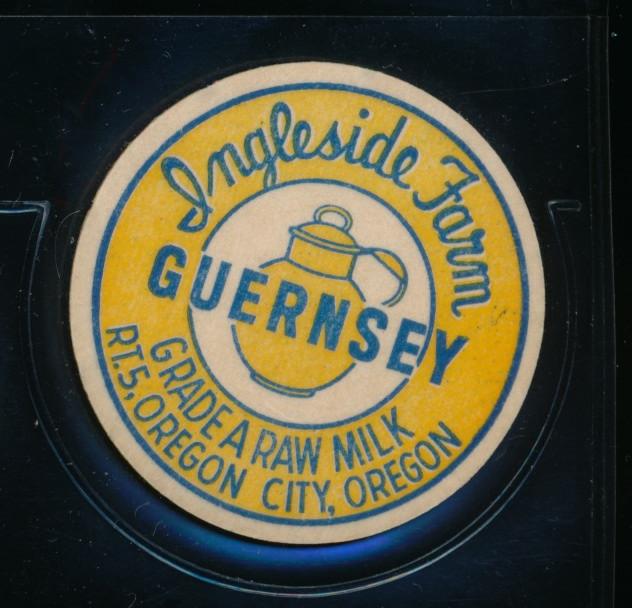 Ingleside Farm
GUERNSEY
GRADE A RAW MILK
RT.5, OREGON CITY, OREGON